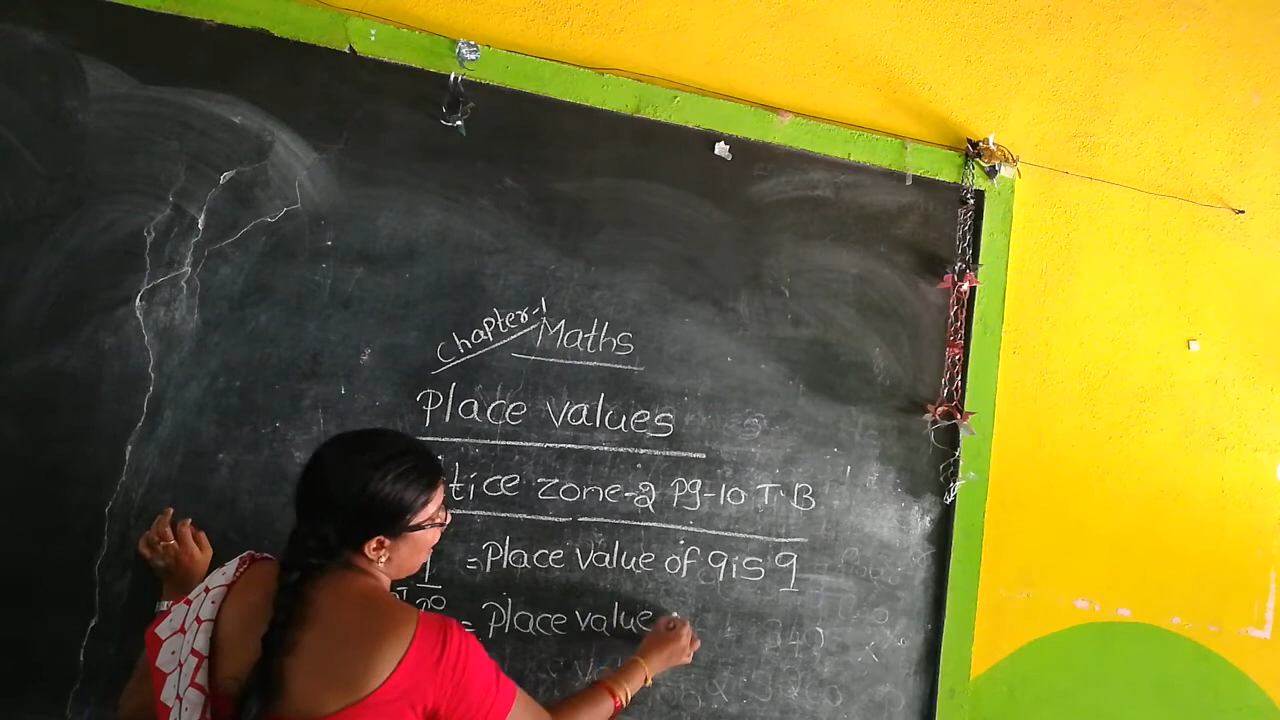 Chapter-1
Maths
Place values
tice zone-2 Pg-10 T.B
= Place value of 9 is 9
= Place value